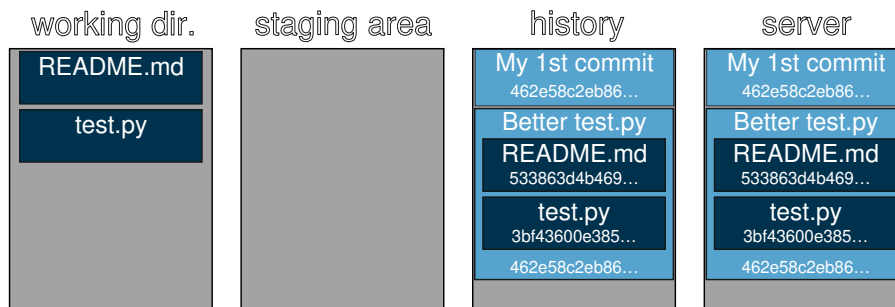 working dir.
staging area
history
server
README.md
test.py
My 1st commit
462e58c2eb86…
Better test.py
README.md
533863d4b469…
test.py
3bf43600e385…
462e58c2eb86…
My 1st commit
462e58c2eb86…
Better test.py
README.md
533863d4b469…
test.py
3bf43600e385…
462e58c2eb86…